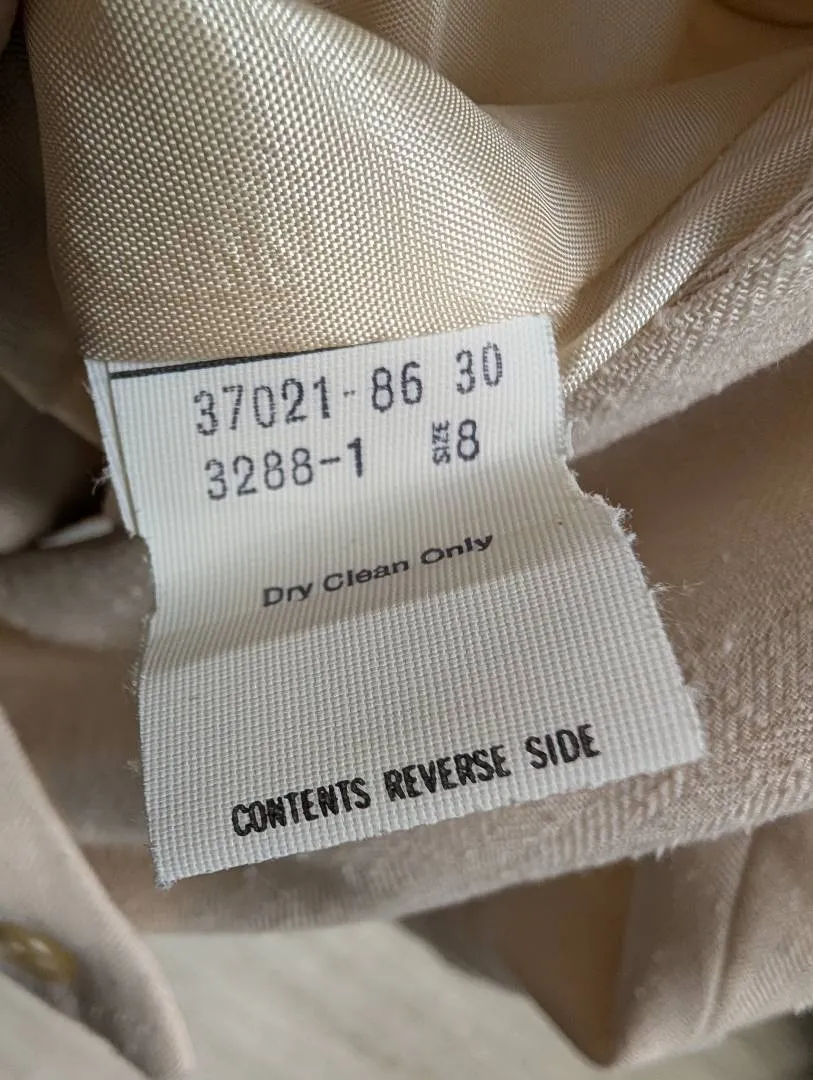 37021-86 30
3288-1 SIZE 8
Dry Clean Only
CONTENTS REVERSE SIDE